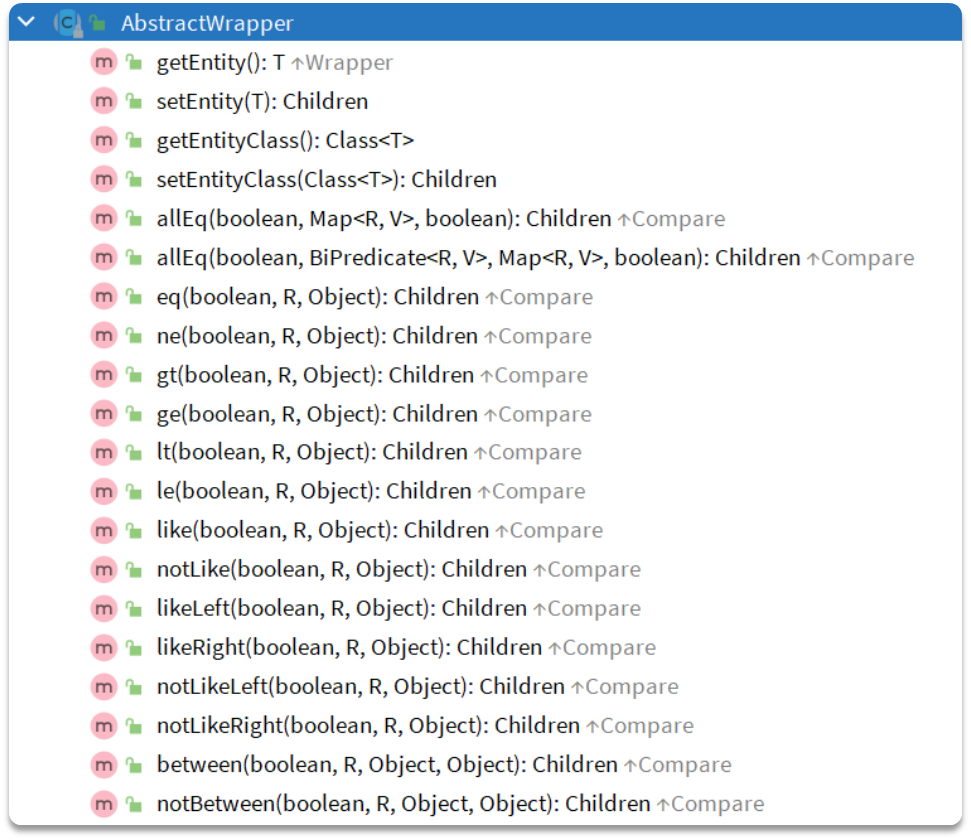 AbstractWrapper
m getEntity(): T ↑Wrapper
m setEntity(T): Children
m getEntityClass(): Class<T>
m setEntityClass(Class<T>): Children
m allEq(boolean, Map<R, V>, boolean): Children ↑Compare
m allEq(boolean, BiPredicate<R, V>, Map<R, V>, boolean): Children ↑Compare
m eq(boolean, R, Object): Children ↑Compare
m ne(boolean, R, Object): Children ↑Compare
m gt(boolean, R, Object): Children ↑Compare
m ge(boolean, R, Object): Children ↑Compare
m lt(boolean, R, Object): Children ↑Compare
m le(boolean, R, Object): Children ↑Compare
m like(boolean, R, Object): Children ↑Compare
m notLike(boolean, R, Object): Children ↑Compare
m likeLeft(boolean, R, Object): Children ↑Compare
m likeRight(boolean, R, Object): Children ↑Compare
m notLikeLeft(boolean, R, Object): Children ↑Compare
m notLikeRight(boolean, R, Object): Children ↑Compare
m between(boolean, R, Object, Object): Children ↑Compare
m notBetween(boolean, R, Object, Object): Children ↑Compare